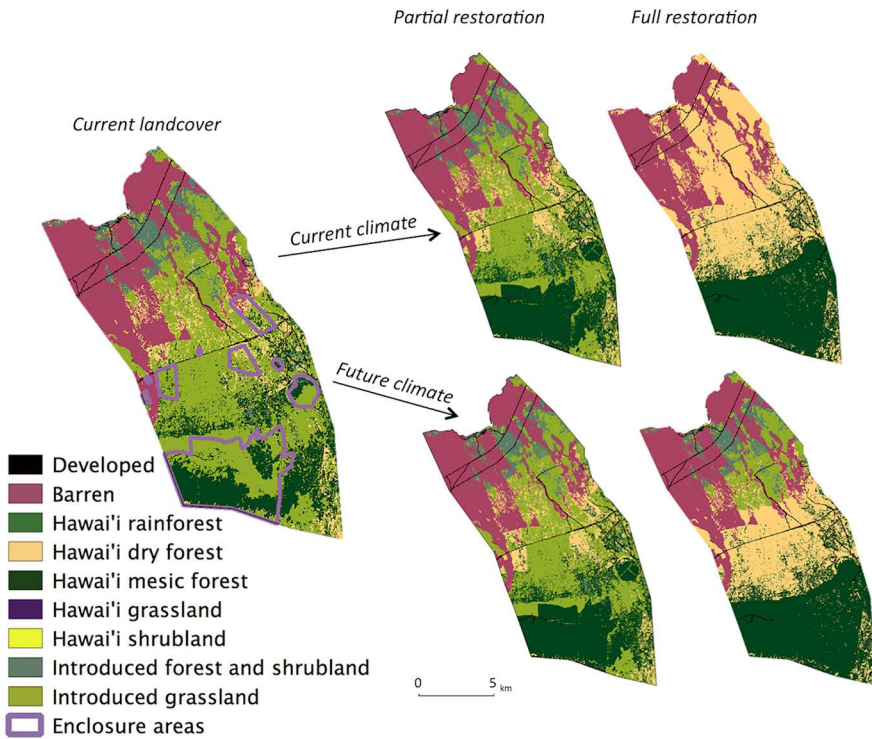 Partial restoration
Full restoration
Current landcover
Current climate
Future climate
Developed
Barren
Hawai'i rainforest
Hawai'i dry forest
Hawai'i mesic forest
Hawai'i grassland
Hawai'i shrubland
Introduced forest and shrubland
Introduced grassland
Enclosure areas
0 5 km